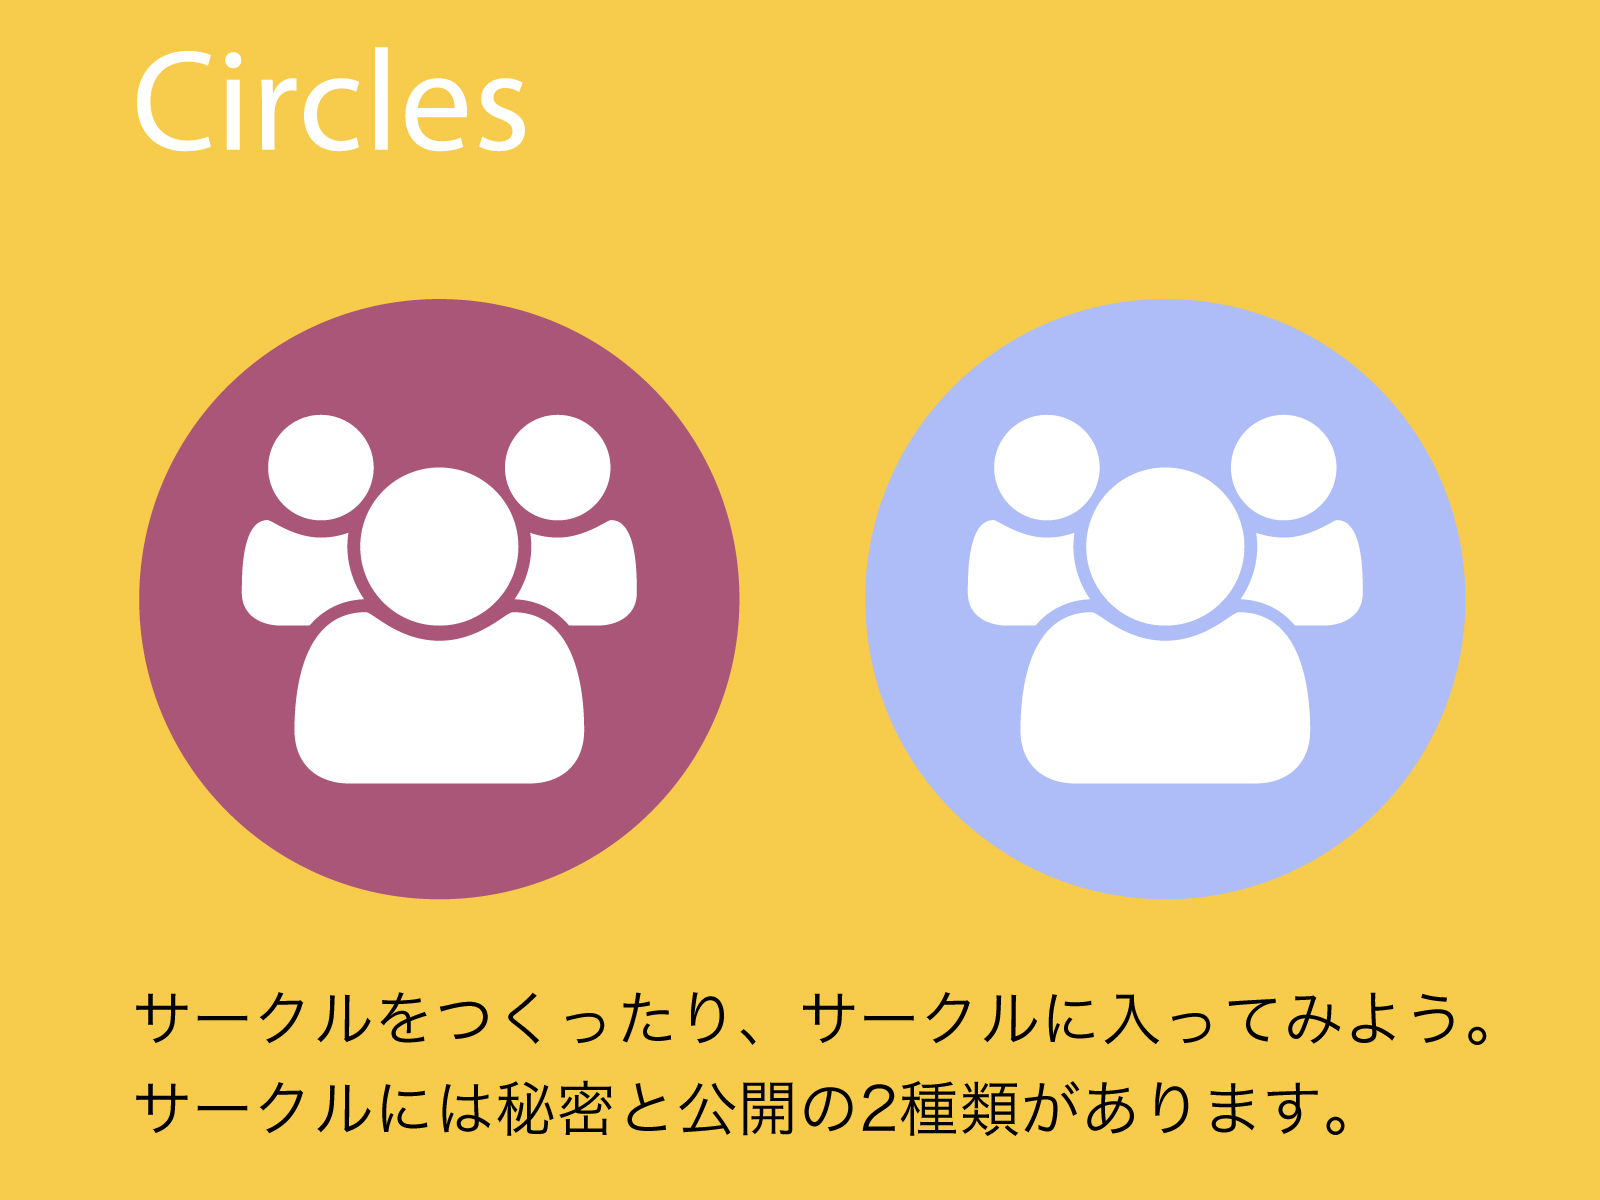 Circles
サークルをつくったり、サークルに入ってみよう。
サークルには秘密と公開の2種類があります。